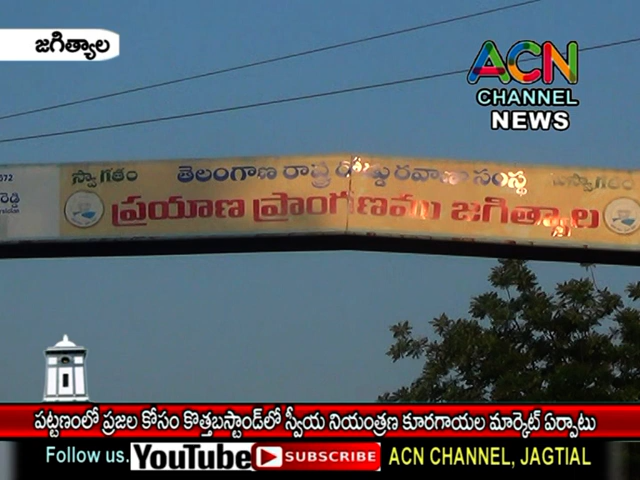 జగిత్యాల
ACN
CHANNEL
NEWS
స్వాగతం తెలంగాణ రాష్ట్ర రోడ్డు రవాణా సంస్థ సుస్వాగతం
ప్రయాణ ప్రాంగణము జగిత్యాల
పట్టణంలో ప్రజల కోసం కొత్తబస్టాండ్‌లో స్వీయ నియంత్రణ కూరగాయల మార్కెట్ ఏర్పాటు
Follow us. YouTube SUBSCRIBE ACN CHANNEL, JAGTIAL